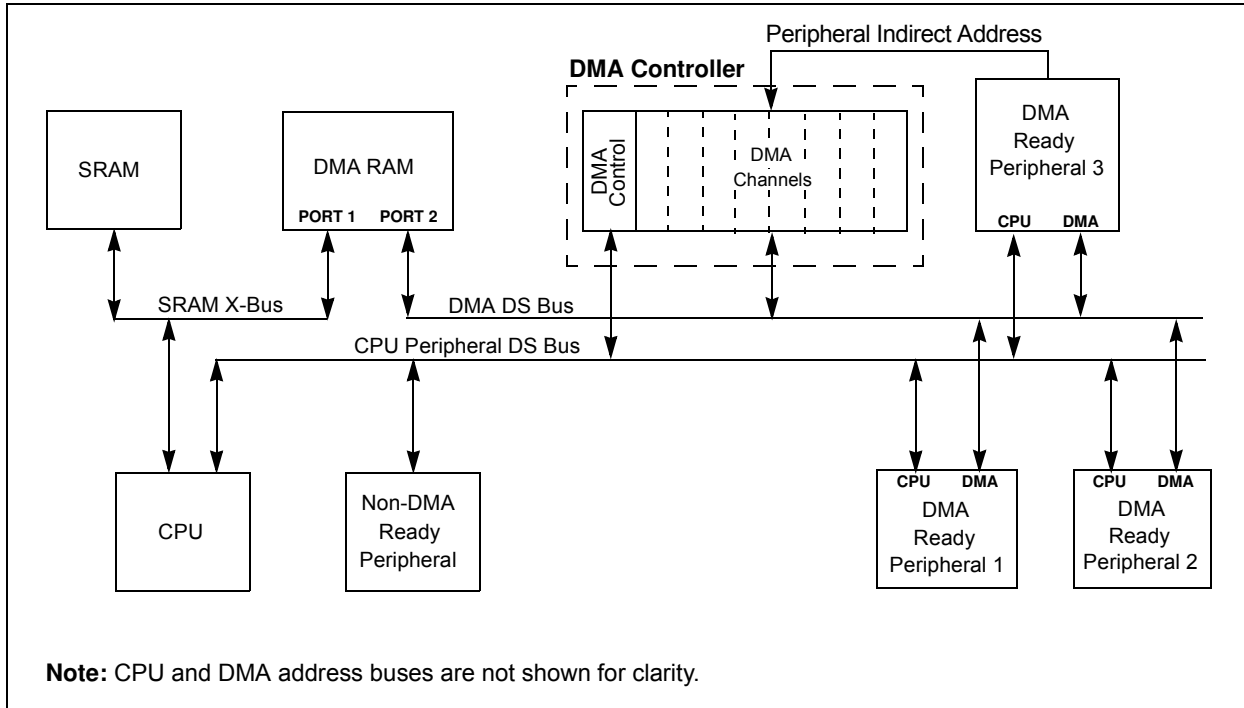 Peripheral Indirect Address
DMA Controller
SRAM
DMA RAM
PORT 1 PORT 2
DMA
Control
DMA
Channels
DMA
Ready
Peripheral 3
CPU DMA
SRAM X-Bus
DMA DS Bus
CPU Peripheral DS Bus
CPU
Non-DMA
Ready
Peripheral
CPU DMA
DMA
Ready
Peripheral 1
CPU DMA
DMA
Ready
Peripheral 2
Note: CPU and DMA address buses are not shown for clarity.